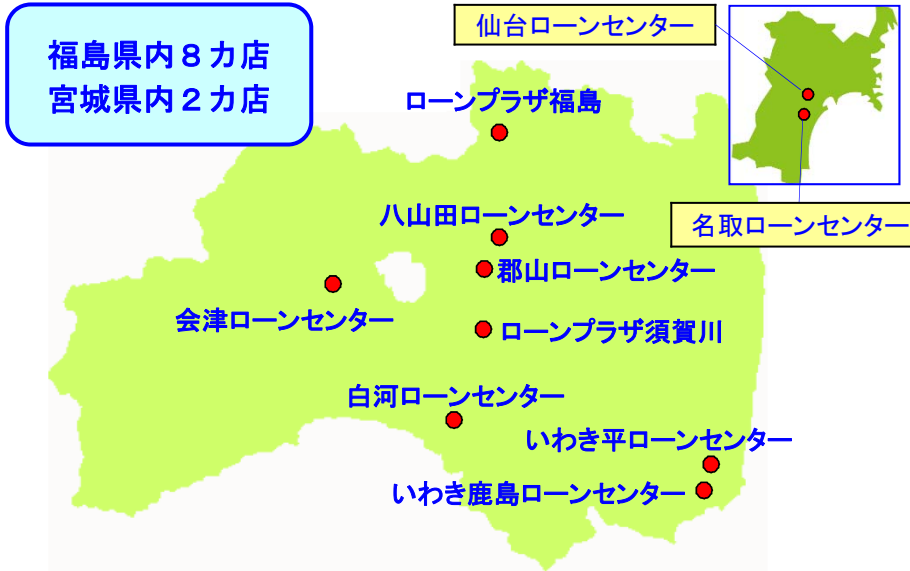 福島県内８カ店
宮城県内２カ店
仙台ローンセンター
ローンプラザ福島
八山田ローンセンター
名取ローンセンター
郡山ローンセンター
会津ローンセンター
ローンプラザ須賀川
白河ローンセンター
いわき平ローンセンター
いわき鹿島ローンセンター